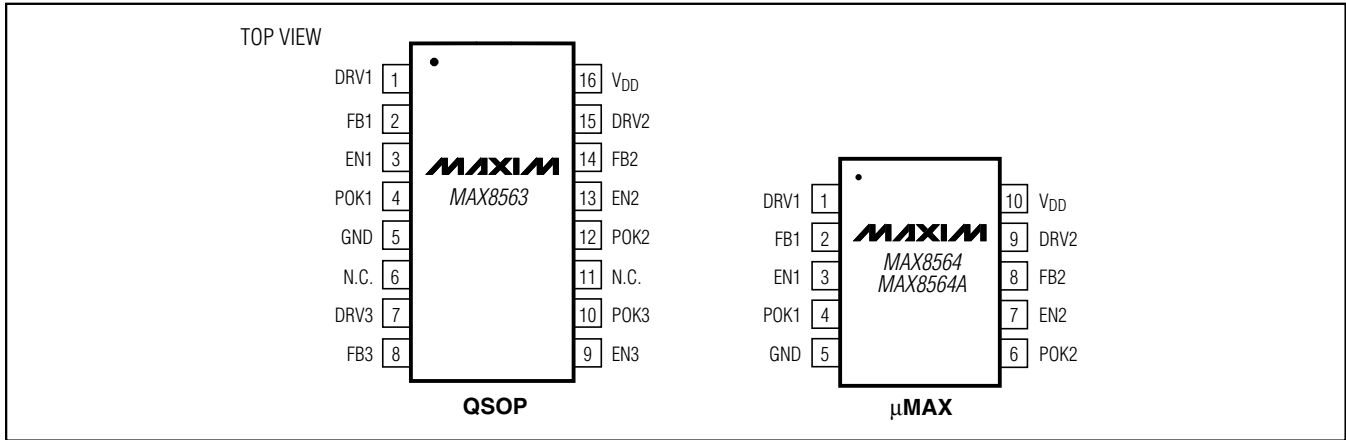 TOP VIEW
DRV1 1
FB1 2
EN1 3
POK1 4
GND 5
N.C. 6
DRV3 7
FB3 8
MAXIM
MAX8563
16 VDD
15 DRV2
14 FB2
13 EN2
12 POK2
11 N.C.
10 POK3
9 EN3
QSOP
DRV1 1
FB1 2
EN1 3
POK1 4
GND 5
MAXIM
MAX8564
MAX8564A
10 VDD
9 DRV2
8 FB2
7 EN2
6 POK2
μMAX